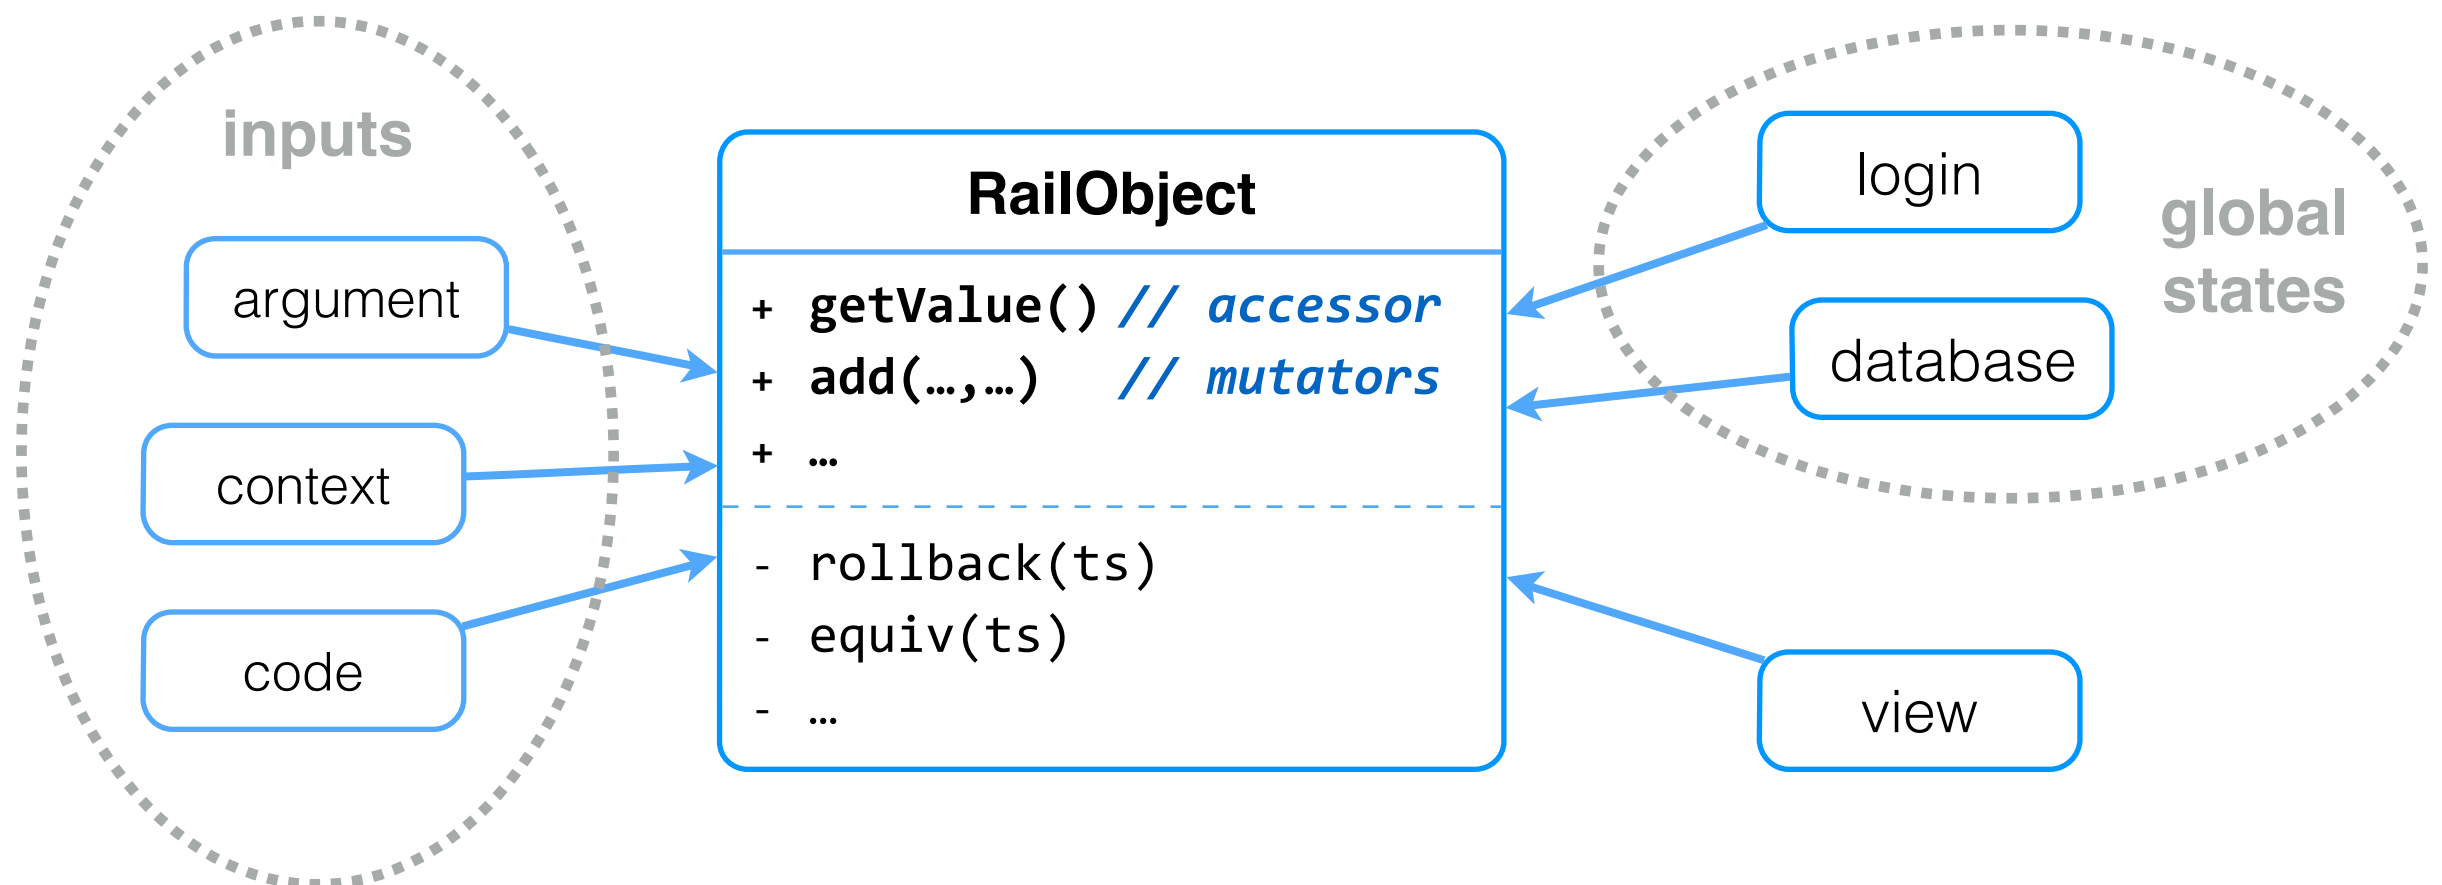 inputs
argument
context
code
RailObject
+ getValue() // accessor
+ add(…,…) // mutators
+ …
- rollback(ts)
- equiv(ts)
- …
login
global
states
database
view